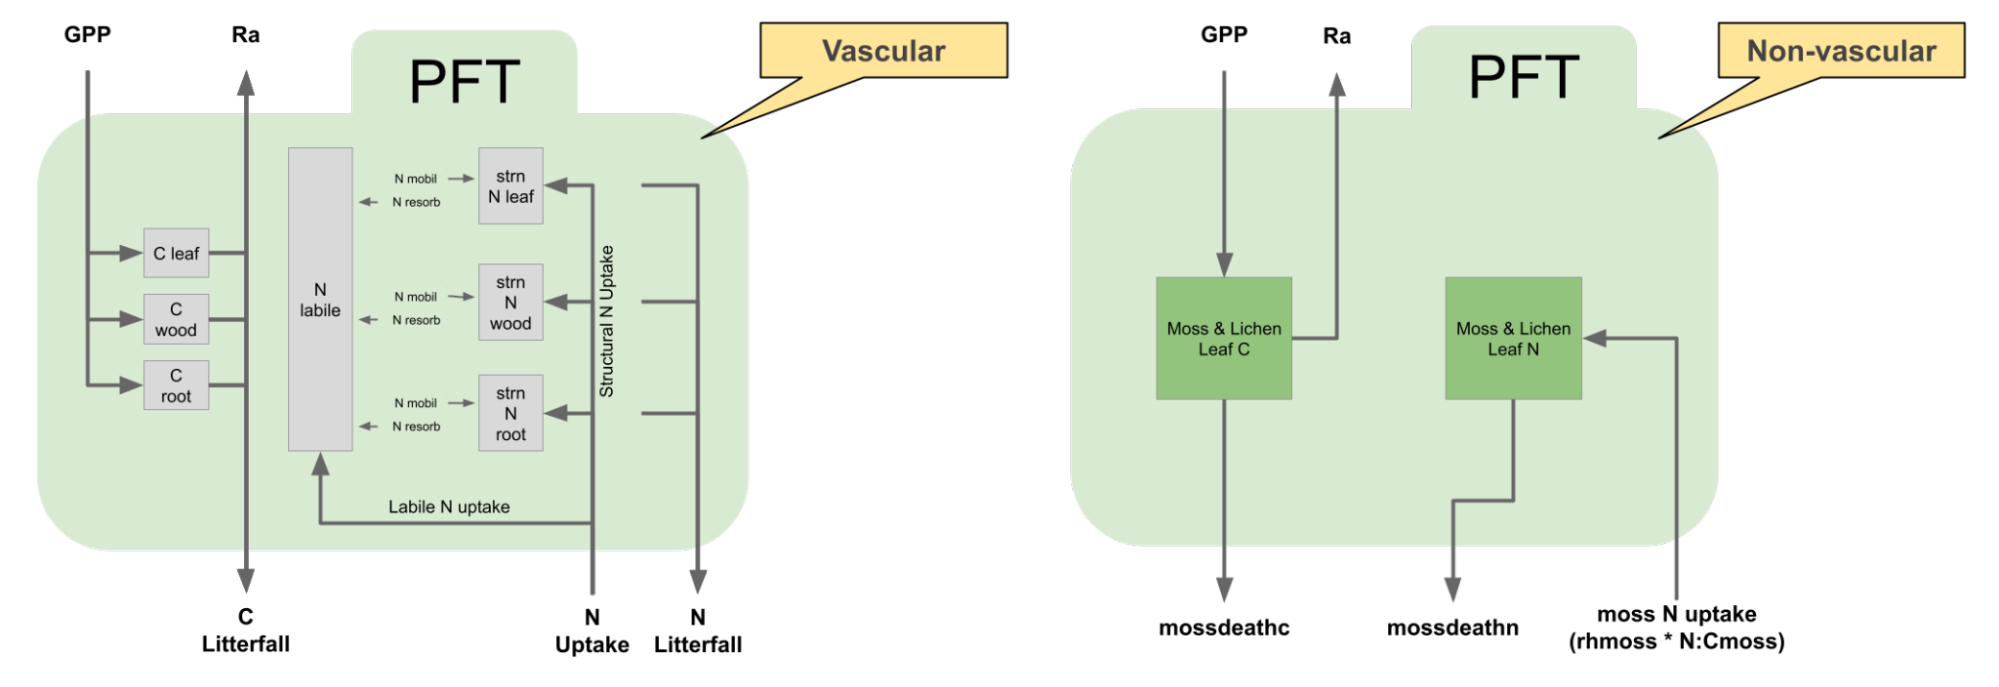 GPP
Ra
PFT
Vascular
C leaf
C
wood
C
root
N
labile
N mobil
N resorb
strn
N leaf
N mobil
N resorb
strn
N
wood
N mobil
N resorb
strn
N
root
Structural N Uptake
Labile N uptake
C
Litterfall
N
Uptake
N
Litterfall
GPP
Ra
PFT
Non-vascular
Moss & Lichen
Leaf C
Moss & Lichen
Leaf N
mossdeathc
mossdeathn
moss N uptake
(rhmoss * N:Cmoss)